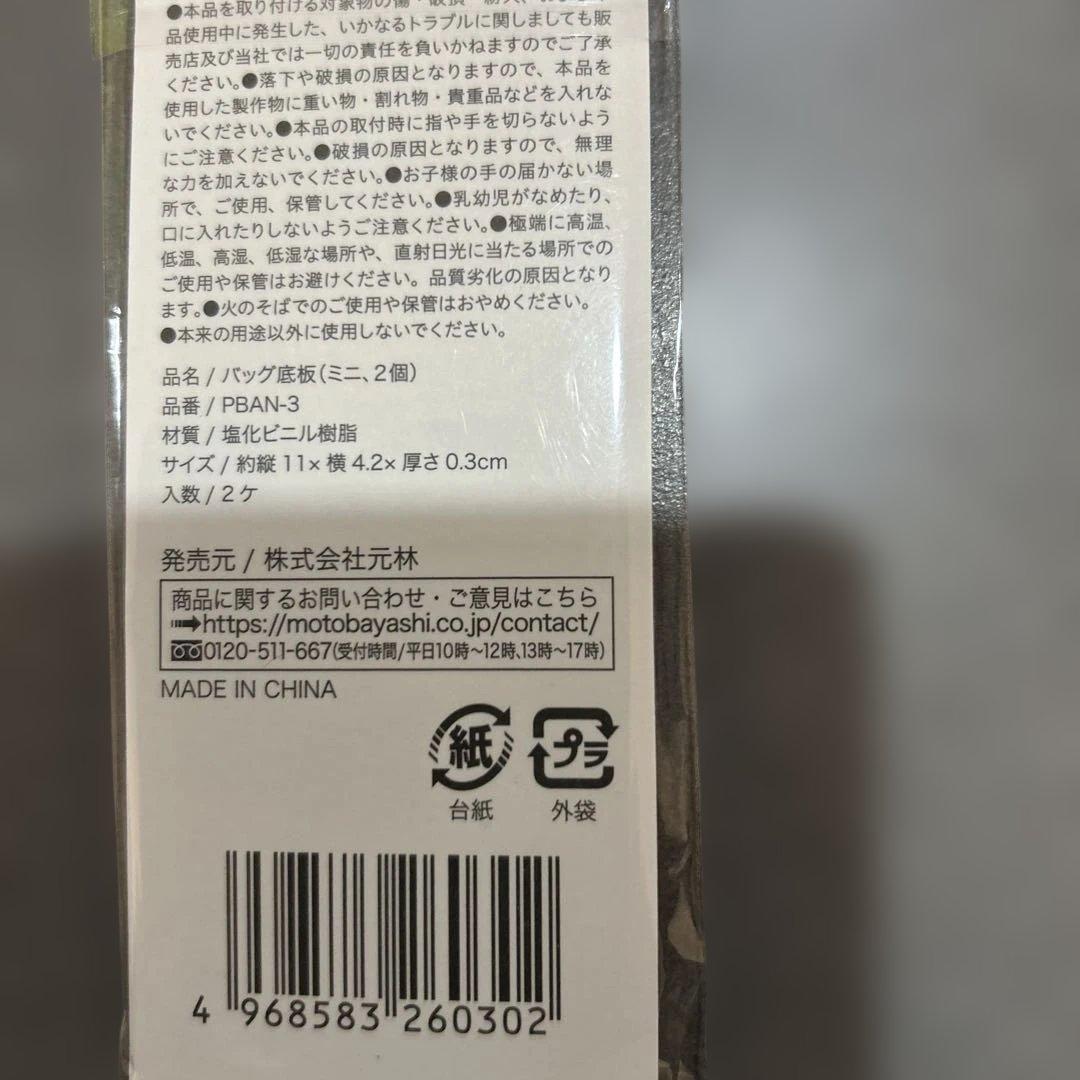 ●本品を取り付ける対象物の傷・破損・紛失、
品使用中に発生した、いかなるトラブルに関しましても販
売店及び当社では一切の責任を負いかねますのでご了承
ください。●落下や破損の原因となりますので、本品を
使用した製作物に重い物・割れ物・貴重品などを入れな
いでください。●本品の取付時に指や手を切らないよう
にご注意ください。●破損の原因となりますので、無理
な力を加えないでください。●お子様の手の届かない場
所で、ご使用、保管してください。●乳幼児がなめたり、
口に入れたりしないようご注意ください。●極端に高温、
低温、高湿、低湿な場所や、直射日光に当たる場所での
ご使用や保管はお避けください。品質劣化の原因となり
ます。●火のそばでのご使用や保管はおやめください。
●本来の用途以外に使用しないでください。
品名 / バッグ底板(ミニ、2個)
品番 / PBAN-3
材質 / 塩化ビニル樹脂
サイズ / 約縦11×横4.2×厚さ0.3cm
入数 / 2ケ
発売元 / 株式会社元林
商品に関するお問い合わせ・ご意見はこちら
➡https://motobayashi.co.jp/contact/
0120-511-667(受付時間/平日10時〜12時、13時〜17時)
MADE IN CHINA
紙 プラ
台紙 外袋
4 968583 260302